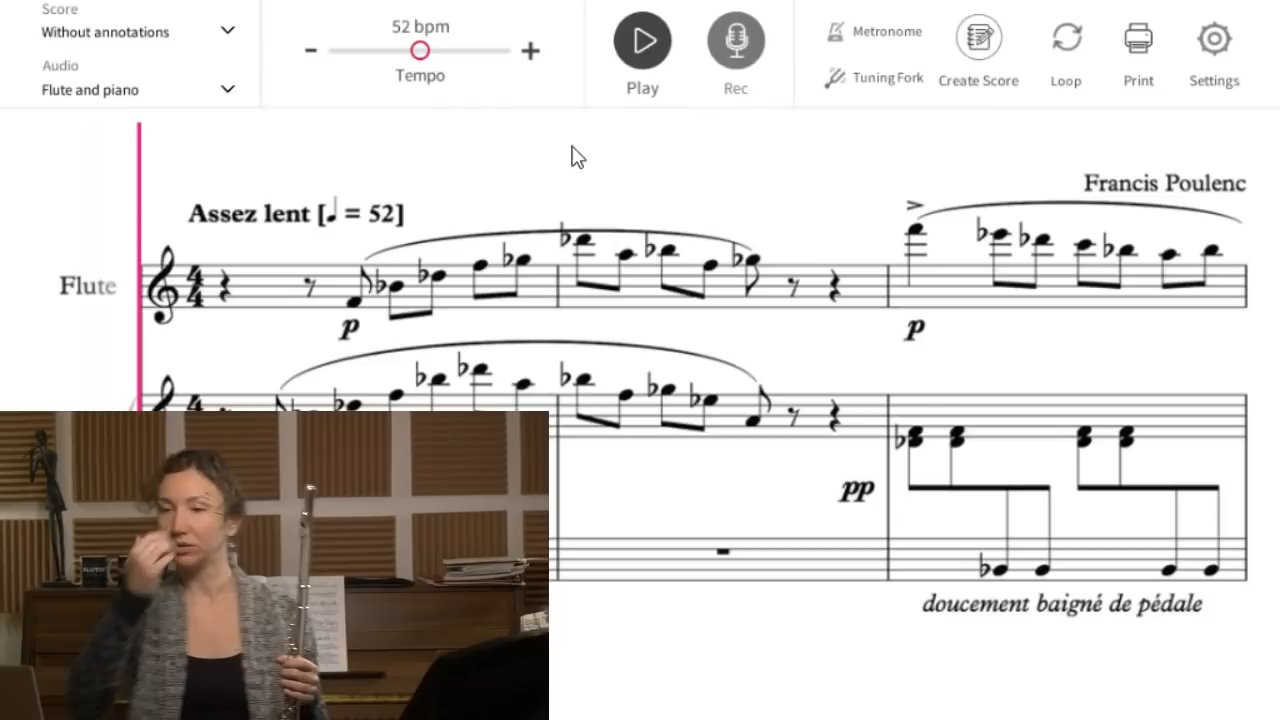 Score
Without annotations
Audio
Flute and piano
52 bpm
Tempo
Play
Rec
Metronome
Tuning Fork
Create Score
Loop
Print
Settings
Francis Poulenc
Assez lent [♩ = 52]
Flute
p
p
pp
doucement baigné de pédale